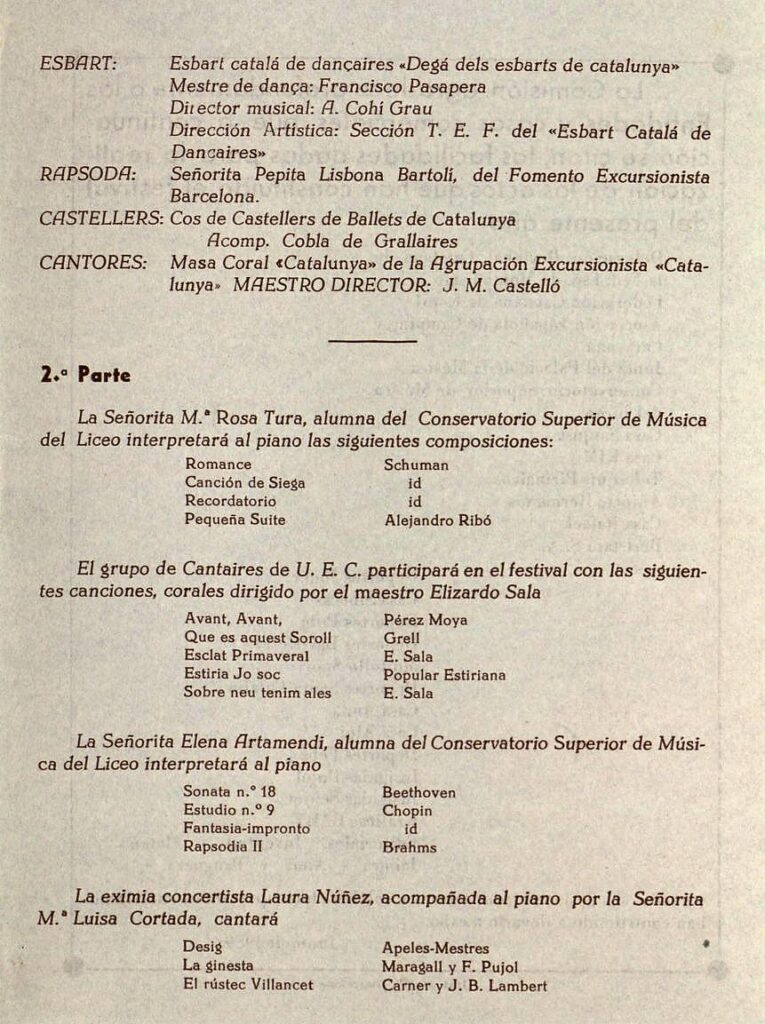 ESBART: Esbart catalá de dançaires «Degá dels esbarts de catalunya»
Mestre de dança: Francisco Pasapera
Director musical: A. Cohí Grau
Dirección Artística: Sección T. E. F. del «Esbart Catalá de
Dancaires»
RAPSODA: Señorita Pepita Lisbona Bartoli, del Fomento Excursionista
Barcelona.
CASTELLERS: Cos de Castellers de Ballets de Catalunya
Acomp. Cobla de Grallaires
CANTORES: Masa Coral «Catalunya» de la Agrupación Excursionista «Cata-
lunya» MAESTRO DIRECTOR: J. M. Castelló
2.ª Parte
La Señorita M.ª Rosa Tura, alumna del Conservatorio Superior de Música
del Liceo interpretará al piano las siguientes composiciones:
Romance Schuman
Canción de Siega id
Recordatorio id
Pequeña Suite Alejandro Ribó
El grupo de Cantaires de U. E. C. participará en el festival con las siguien-
tes canciones, corales dirigido por el maestro Elizardo Sala
Avant, Avant, Pérez Moya
Que es aquest Soroll Grell
Esclat Primaveral E. Sala
Estiria Jo soc Popular Estiriana
Sobre neu tenim ales E. Sala
La Señorita Elena Artamendi, alumna del Conservatorio Superior de Músi-
ca del Liceo interpretará al piano
Sonata n.º 18 Beethoven
Estudio n.º 9 Chopin
Fantasia-impronto id
Rapsodia II Brahms
La eximia concertista Laura Núñez, acompañada al piano por la Señorita
M.ª Luisa Cortada, cantará
Desig Apeles-Mestres
La ginesta Maragall y F. Pujol
El rústec Villancet Carner y J. B. Lambert